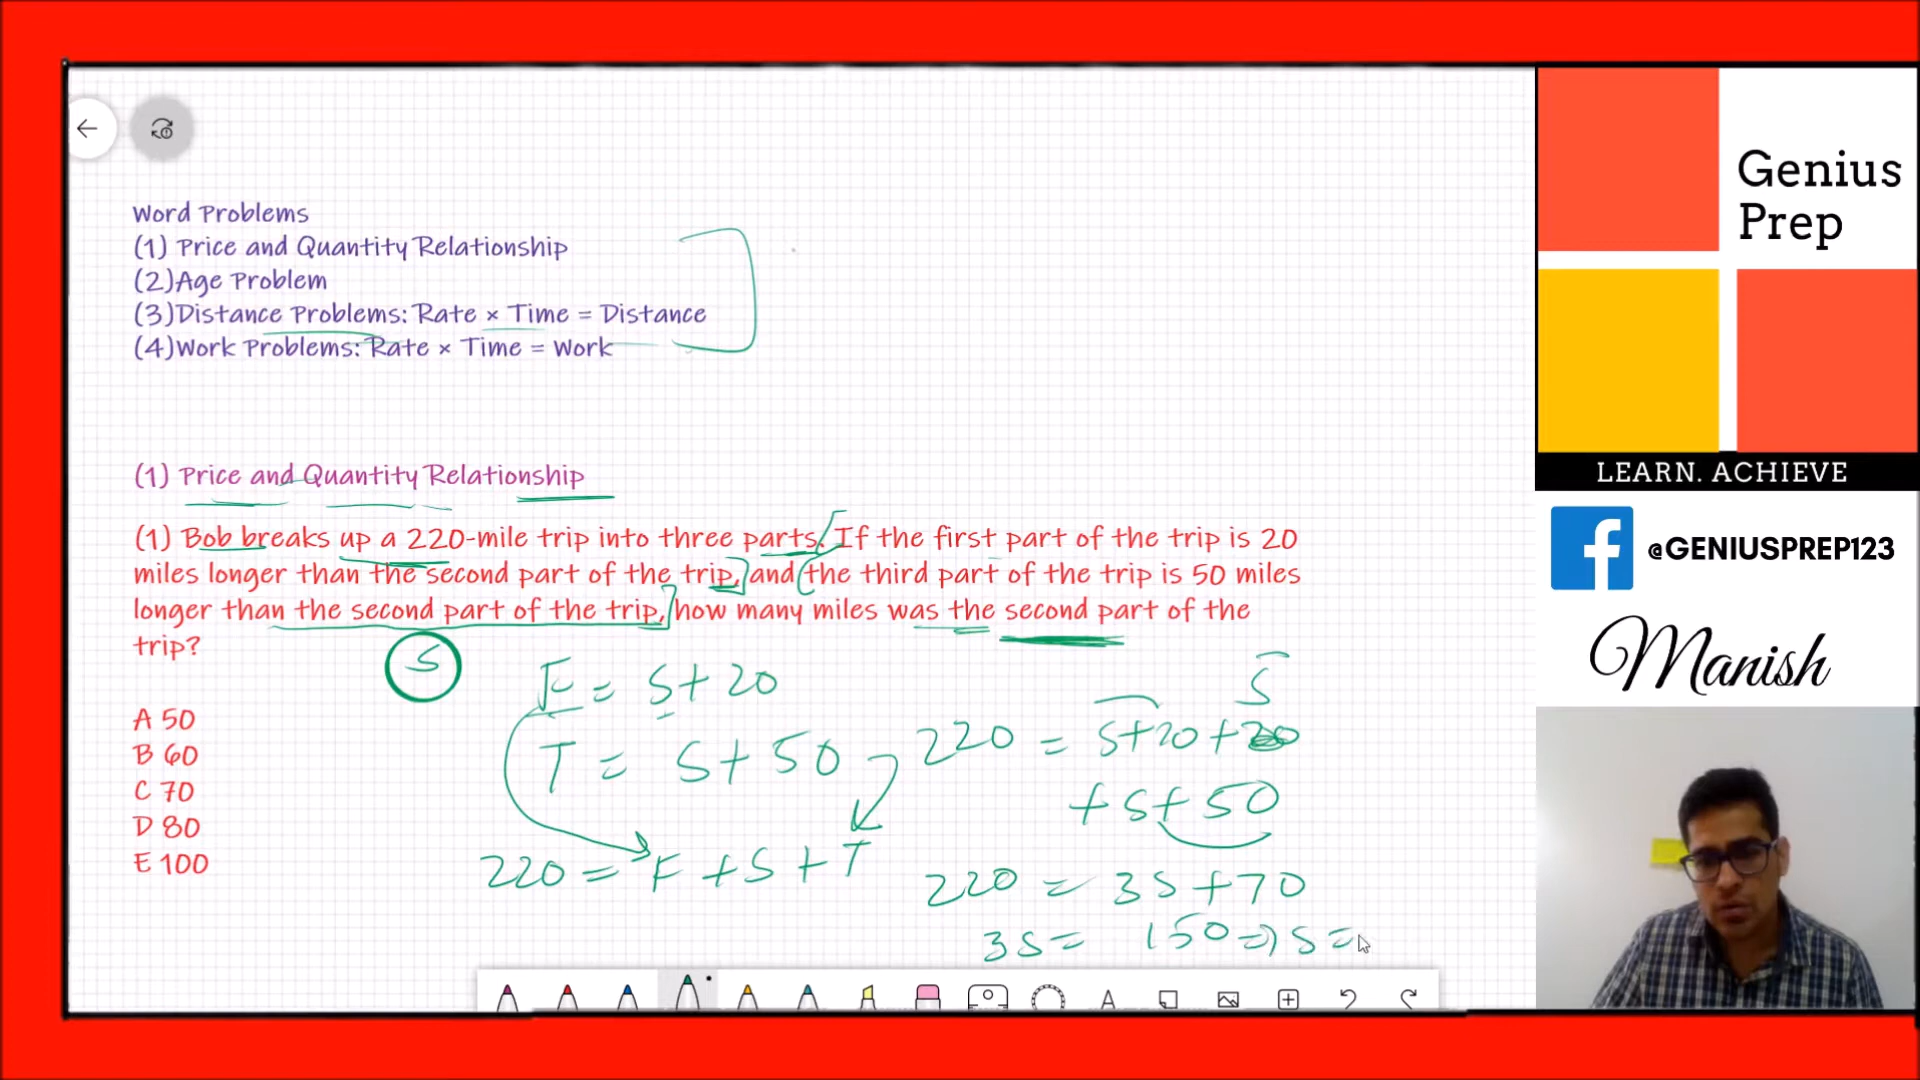 Word Problems
(1) Price and Quantity Relationship
(2)Age Problem
(3)Distance Problems: Rate × Time = Distance
(4)Work Problems: Rate × Time = Work
(1) Price and Quantity Relationship
(1) Bob breaks up a 220-mile trip into three parts. If the first part of the trip is 20
miles longer than the second part of the trip, and the third part of the trip is 50 miles
longer than the second part of the trip, how many miles was the second part of the
trip?
A 50
B 60
C 70
D 80
E 100
S
F = S+20
T = S+50
220 = F+S+T
S
220 = S+20+
+S+50
220 = 3S+70
3S = 150 => S =
Genius
Prep
LEARN. ACHIEVE
f @GENIUSPREP123
Manish